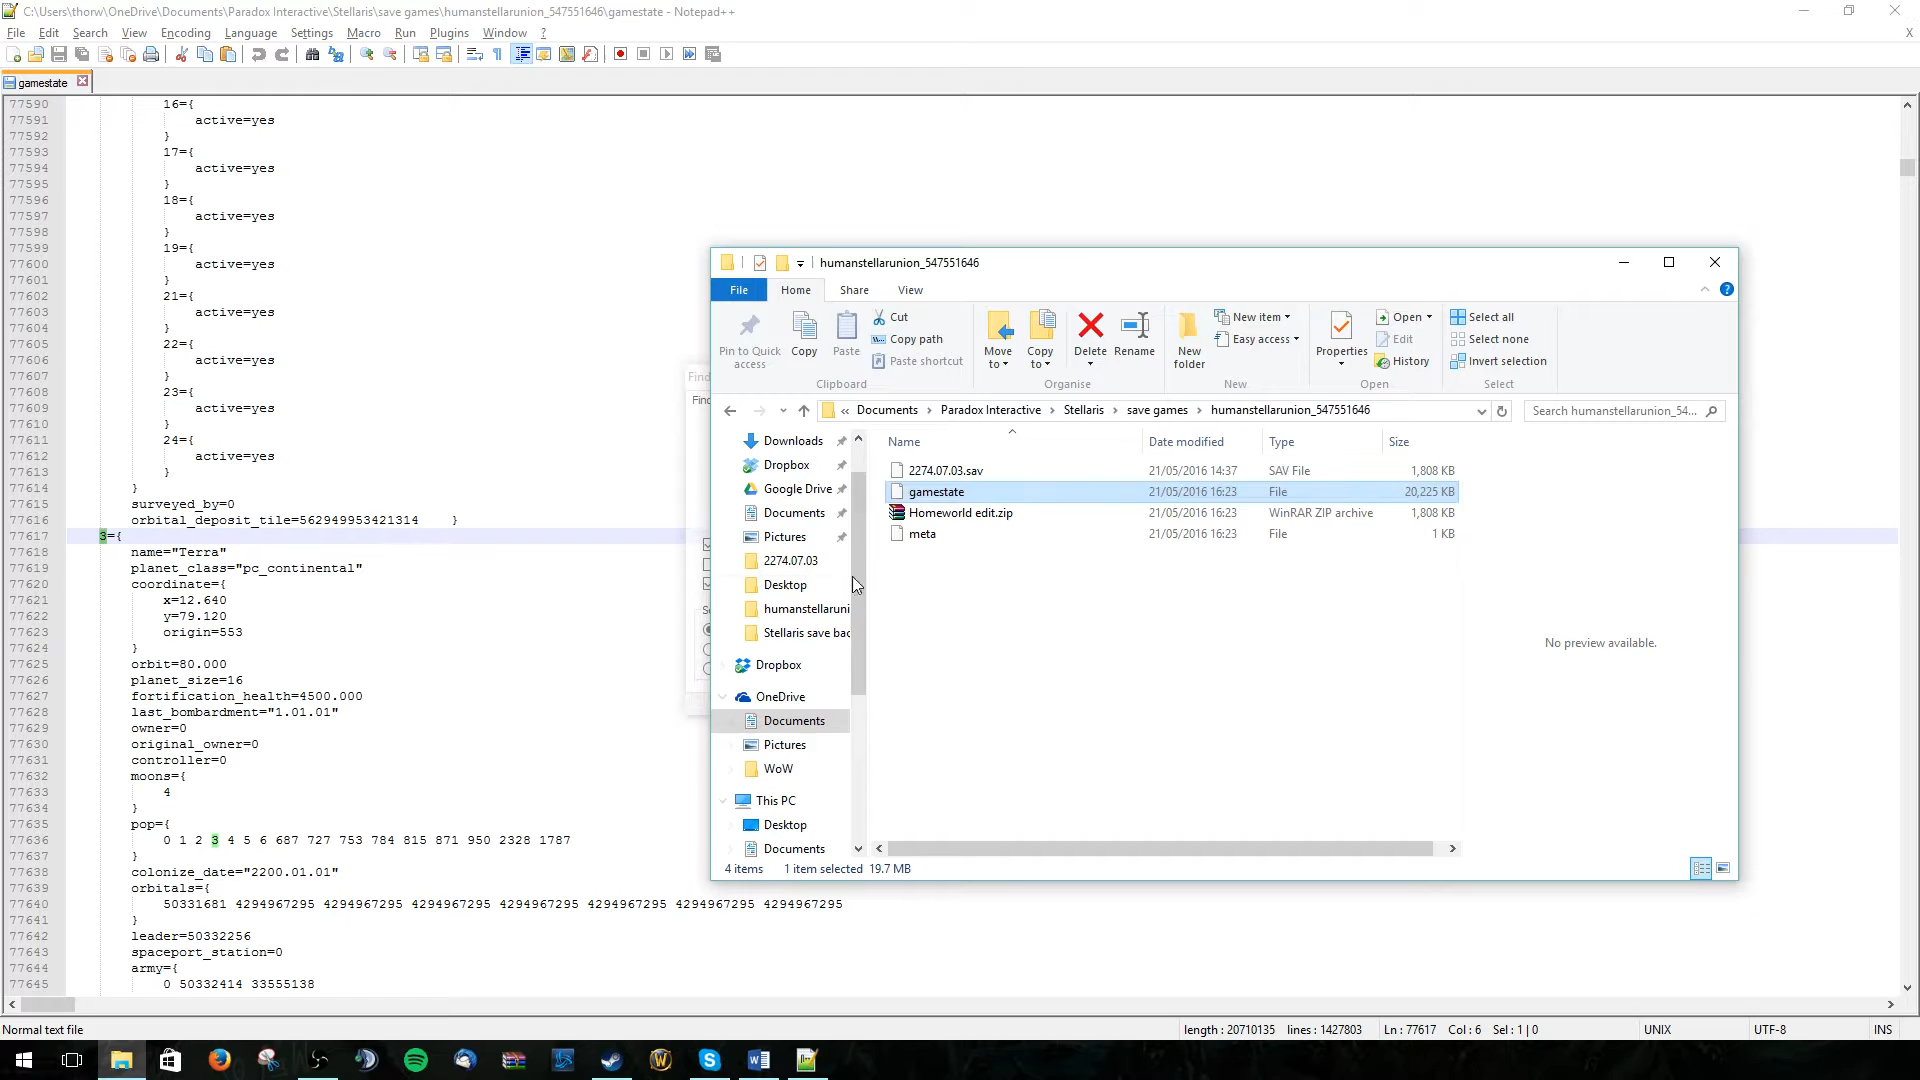 C:\Users\thorw\OneDrive\Documents\Paradox Interactive\Stellaris\save games\humanstellarunion_547551646\gamestate - Notepad++
File Edit Search View Encoding Language Settings Macro Run Plugins Window ? X
gamestate
77590 16={
77591 active=yes
77592 }
77593 17={
77594 active=yes
77595 }
77596 18={
77597 active=yes
77598 }
77599 19={
77600 active=yes
77601 }
77602 21={
77603 active=yes
77604 }
77605 22={
77606 active=yes
77607 }
77608 23={
77609 active=yes
77610 }
77611 24={
77612 active=yes
77613 }
77614 }
77615 surveyed_by=0
77616 orbital_deposit_tile=562949953421314 }
77617 3={
77618 name="Terra"
77619 planet_class="pc_continental"
77620 coordinate={
77621 x=12.640
77622 y=79.120
77623 origin=553
77624 }
77625 orbit=80.000
77626 planet_size=16
77627 fortification_health=4500.000
77628 last_bombardment="1.01.01"
77629 owner=0
77630 original_owner=0
77631 controller=0
77632 moons={
77633 4
77634 }
77635 pop={
77636 0 1 2 3 4 5 6 687 727 753 784 815 871 950 2328 1787
77637 }
77638 colonize_date="2200.01.01"
77639 orbitals={
77640 50331681 4294967295 4294967295 4294967295 4294967295 4294967295 4294967295 4294967295
77641 }
77642 leader=50332256
77643 spaceport_station=0
77644 army={
77645 0 50332414 33555138
Find
Find
humanstellarunion_547551646
File Home Share View
Pin to Quick access
Copy
Paste
Cut
Copy path
Paste shortcut
Clipboard
Move to
Copy to
Delete
Rename
Organise
New folder
New item
Easy access
New
Properties
Open
Edit
History
Open
Select all
Select none
Invert selection
Select
« Documents › Paradox Interactive › Stellaris › save games › humanstellarunion_547551646
Search humanstellarunion_54...
Downloads
Dropbox
Google Drive
Documents
Pictures
2274.07.03
Desktop
humanstellaruni
Stellaris save bac
Dropbox
OneDrive
Documents
Pictures
WoW
This PC
Desktop
Documents
Name Date modified Type Size
2274.07.03.sav 21/05/2016 14:37 SAV File 1,808 KB
gamestate 21/05/2016 16:23 File 20,225 KB
Homeworld edit.zip 21/05/2016 16:23 WinRAR ZIP archive 1,808 KB
meta 21/05/2016 16:23 File 1 KB
No preview available.
4 items 1 item selected 19.7 MB
Normal text file length : 20710135 lines : 1427803 Ln : 77617 Col : 6 Sel : 1 | 0 UNIX UTF-8 INS